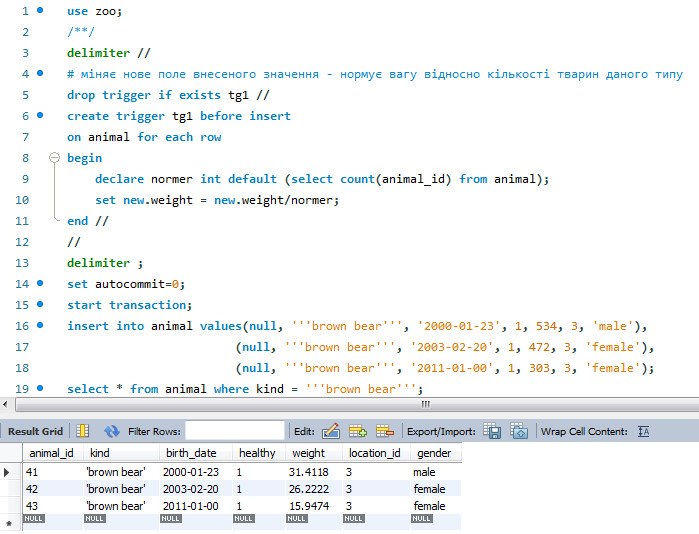 1 use zoo;
2 /**/
3 delimiter //
4 # міняє нове поле внесеного значення - нормує вагу відносно кількості тварин даного типу
5 drop trigger if exists tg1 //
6 create trigger tg1 before insert
7 on animal for each row
8 begin
9 declare normer int default (select count(animal_id) from animal);
10 set new.weight = new.weight/normer;
11 end //
12 //
13 delimiter ;
14 set autocommit=0;
15 start transaction;
16 insert into animal values(null, '''brown bear''', '2000-01-23', 1, 534, 3, 'male'),
17 (null, '''brown bear''', '2003-02-20', 1, 472, 3, 'female'),
18 (null, '''brown bear''', '2011-01-00', 1, 303, 3, 'female');
19 select * from animal where kind = '''brown bear''';
Result Grid Filter Rows: Edit: Export/Import: Wrap Cell Content: IA
animal_id kind birth_date healthy weight location_id gender
41 'brown bear' 2000-01-23 1 31.4118 3 male
42 'brown bear' 2003-02-20 1 26.2222 3 female
43 'brown bear' 2011-01-00 1 15.9474 3 female
NULL NULL NULL NULL NULL NULL NULL